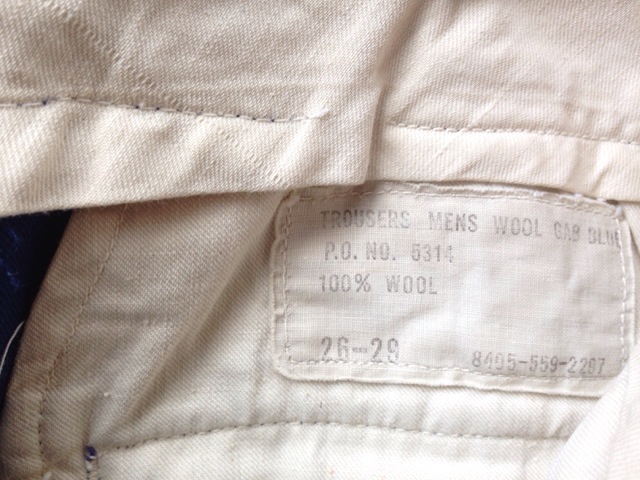 TROUSERS MENS WOOL GAB BLUE
P.O. NO. 5314
100% WOOL
26-29 8405-559-2207